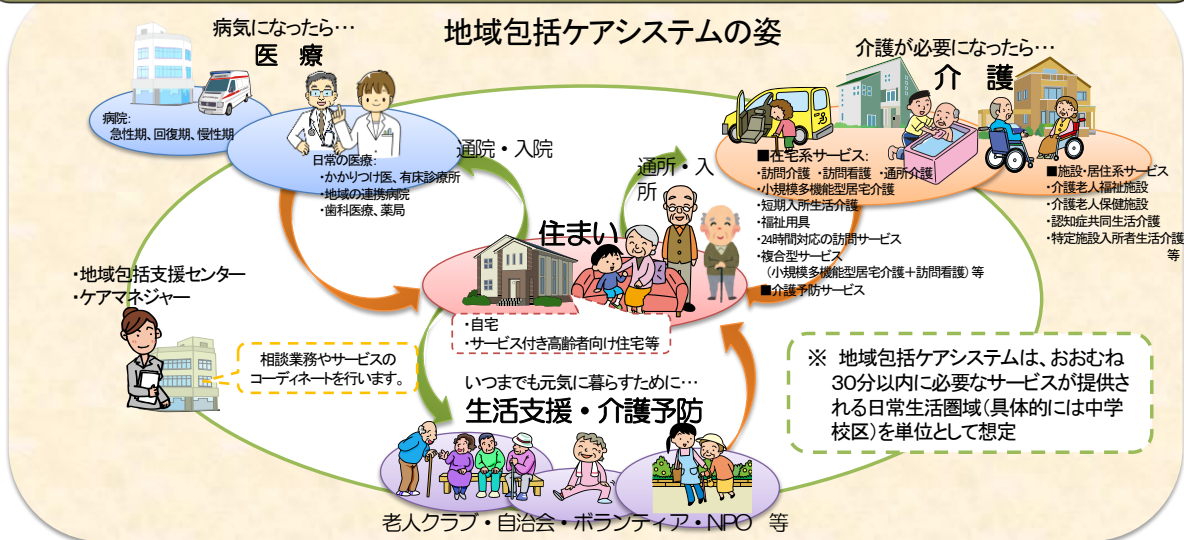 地域包括ケアシステムの姿
病気になったら…
医 療
病院:
急性期、回復期、慢性期
日常の医療:
・かかりつけ医、有床診療所
・地域の連携病院
・歯科医療、薬局
通院・入院
介護が必要になったら…
介 護
通所・入
所
■在宅系サービス:
・訪問介護 ・訪問看護 ・通所介護
・小規模多機能型居宅介護
・短期入所生活介護
・福祉用具
・24時間対応の訪問サービス
・複合型サービス
(小規模多機能型居宅介護+訪問看護)等
■介護予防サービス
■施設・居住系サービス
・介護老人福祉施設
・介護老人保健施設
・認知症共同生活介護
・特定施設入所者生活介護
等
住まい
・自宅
・サービス付き高齢者向け住宅等
・地域包括支援センター
・ケアマネジャー
相談業務やサービスの
コーディネートを行います。
いつまでも元気に暮らすために…
生活支援・介護予防
老人クラブ・自治会・ボランティア・NPO 等
※ 地域包括ケアシステムは、おおむね
30分以内に必要なサービスが提供さ
れる日常生活圏域(具体的には中学
校区)を単位として想定